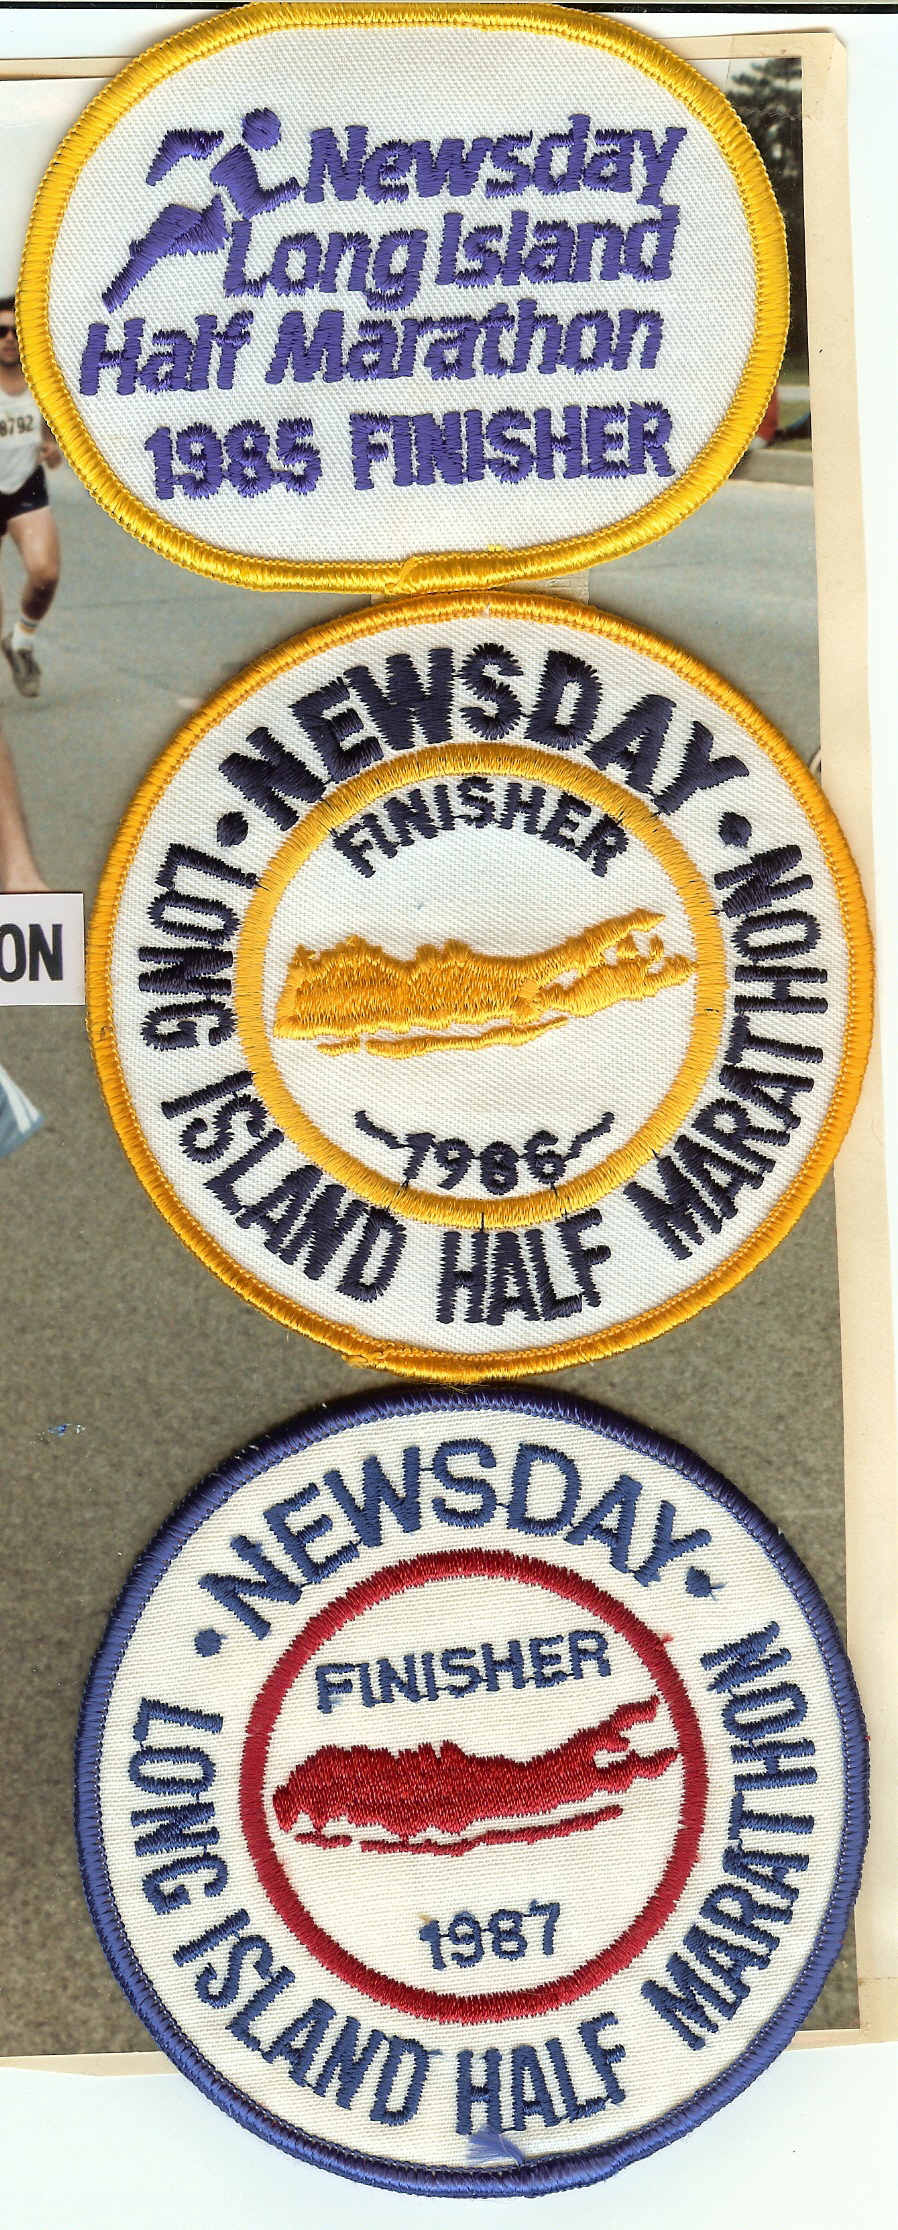 Newsday
Long Island
Half Marathon
1985 FINISHER
8792
NEWSDAY
FINISHER
1986
LONG ISLAND HALF MARATHON
ON
NEWSDAY
FINISHER
1987
LONG ISLAND HALF MARATHON